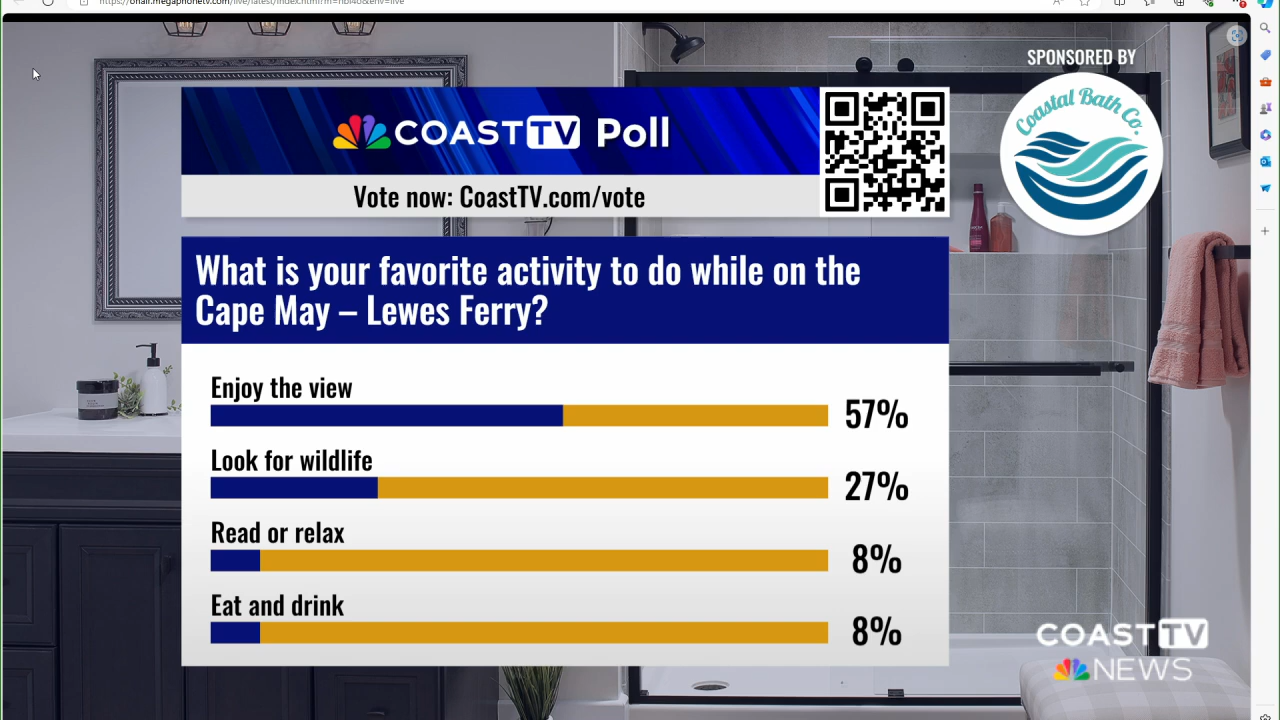 SPONSORED BY
Coastal Bath Co.
COAST TV Poll
Vote now: CoastTV.com/vote
What is your favorite activity to do while on the
Cape May – Lewes Ferry?
Enjoy the view
57%
Look for wildlife
27%
Read or relax
8%
Eat and drink
8%
COAST TV
NEWS